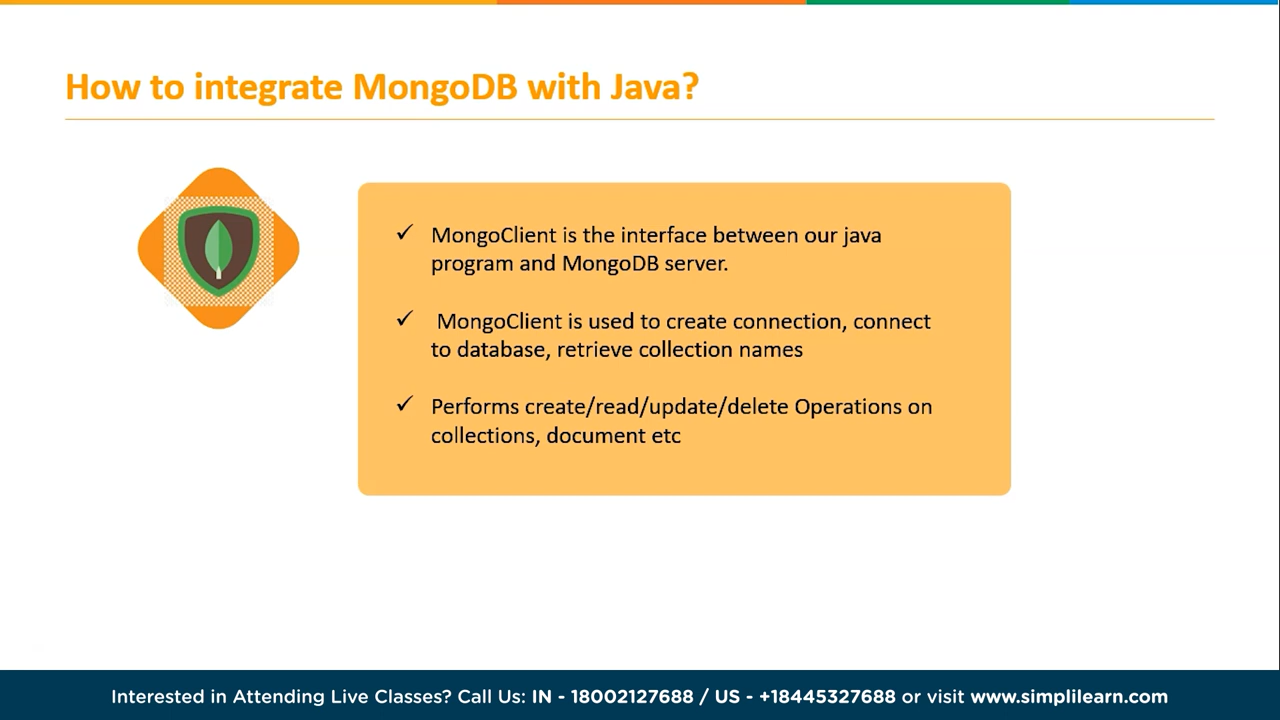 How to integrate MongoDB with Java?
✓ MongoClient is the interface between our java
program and MongoDB server.
✓ MongoClient is used to create connection, connect
to database, retrieve collection names
✓ Performs create/read/update/delete Operations on
collections, document etc
Interested in Attending Live Classes? Call Us: IN - 18002127688 / US - +18445327688 or visit www.simplilearn.com